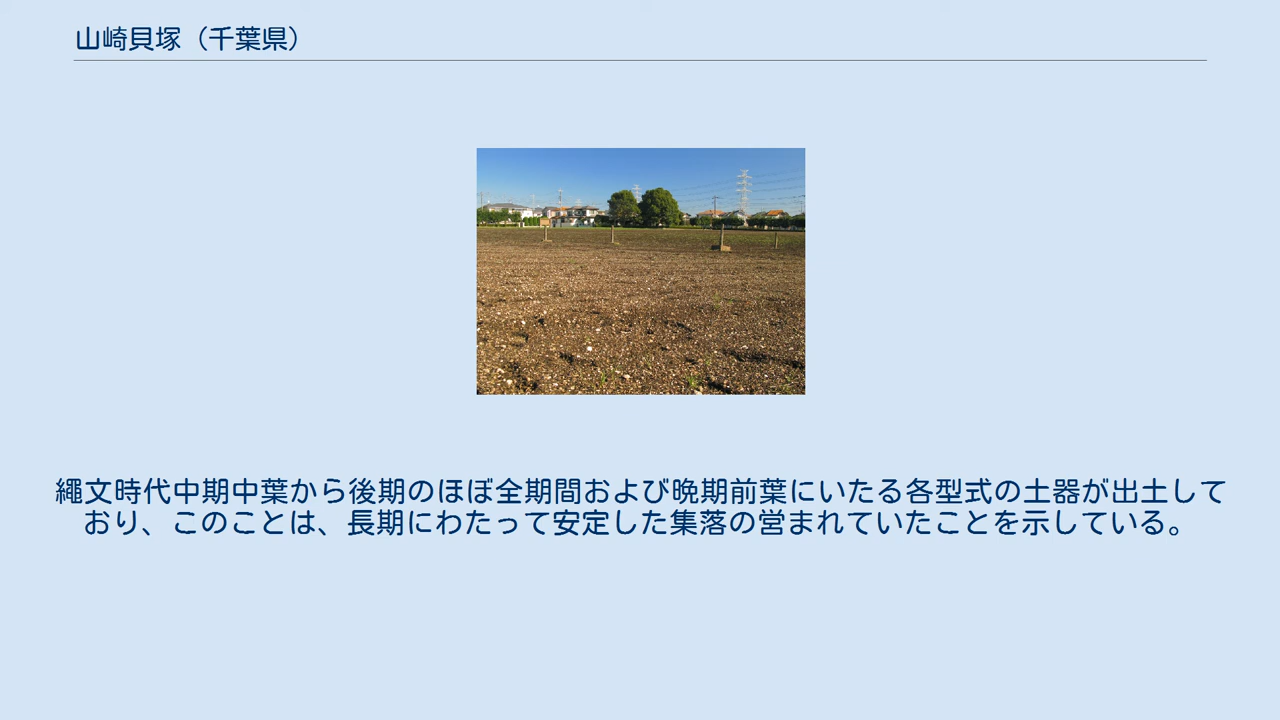 山崎貝塚（千葉県）
縄文時代中期中葉から後期のほぼ全期間および晩期前葉にいたる各型式の土器が出土して
おり、このことは、長期にわたって安定した集落の営まれていたことを示している。